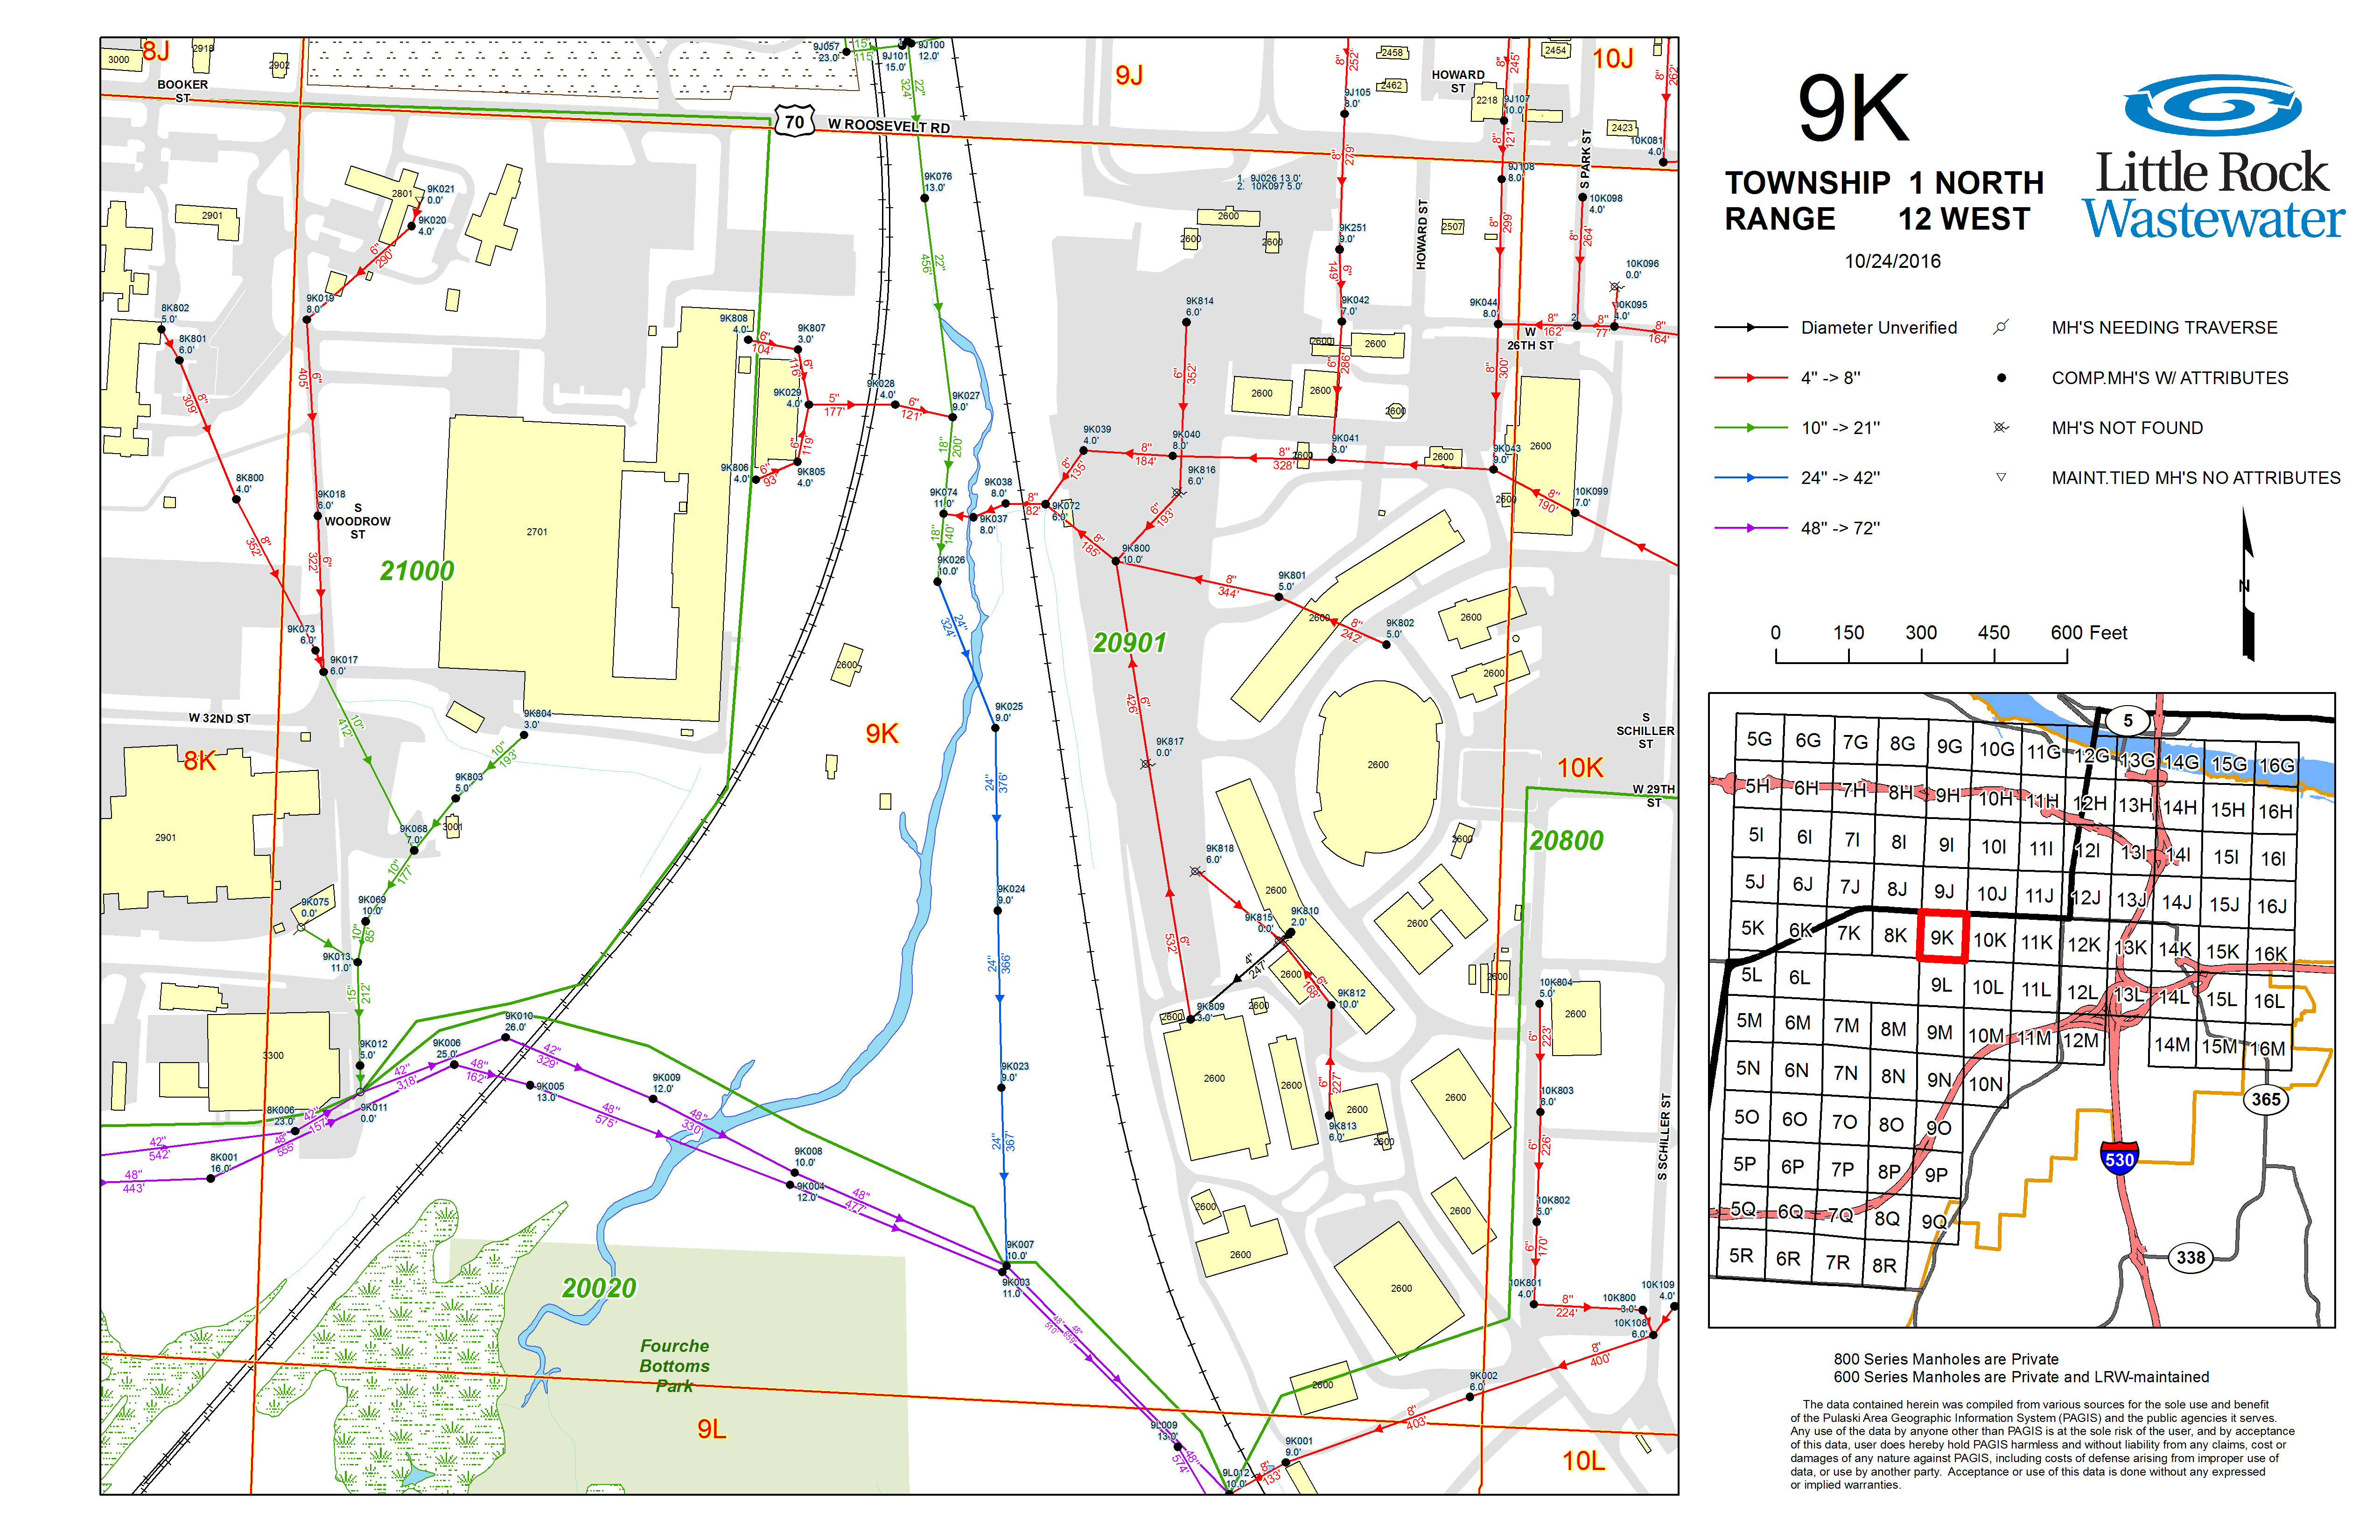 9K
TOWNSHIP 1 NORTH
RANGE 12 WEST
10/24/2016
Little Rock
Wastewater
Diameter Unverified
4" -> 8"
10" -> 21"
24" -> 42"
48" -> 72"
MH'S NEEDING TRAVERSE
COMP.MH'S W/ ATTRIBUTES
MH'S NOT FOUND
MAINT.TIED MH'S NO ATTRIBUTES
N
0 150 300 450 600 Feet
8J
9J
10J
8K
9K
10K
9L
10L
BOOKER
ST
70
W ROOSEVELT RD
HOWARD
ST
S PARK ST
HOWARD ST
W
26TH ST
S
WOODROW
ST
W 32ND ST
S
SCHILLER
ST
W 29TH
ST
S SCHILLER ST
21000
20901
20800
20020
Fourche
Bottoms
Park
1. 9J026 13.0'
2. 10K097 5.0'
3000
2918
2902
2901
2801
2701
2901
3001
3300
2458
2462
2454
2218
2423
2507
2600
9J057
23.0'
9J101
15.0'
9J100
12.0'
9J105
8.0'
9J107
10.0'
9J108
8.0'
10K081
4.0'
10K098
4.0'
10K096
0.0'
10K095
4.0'
9K076
13.0'
9K021
0.0'
9K020
4.0'
9K019
8.0'
8K802
5.0'
8K801
6.0'
8K800
4.0'
9K018
6.0'
9K073
6.0'
9K017
6.0'
9K808
4.0'
9K807
3.0'
9K029
4.0'
9K028
4.0'
9K027
9.0'
9K806
4.0'
9K805
4.0'
9K074
11.0'
9K038
8.0'
9K037
8.0'
9K072
6.0'
9K026
10.0'
9K039
4.0'
9K040
8.0'
9K814
6.0'
9K816
6.0'
9K251
9.0'
9K042
7.0'
9K041
8.0'
9K044
8.0'
9K043
9.0'
10K099
7.0'
9K800
10.0'
9K801
5.0'
9K802
5.0'
9K025
9.0'
9K024
9.0'
9K023
9.0'
9K804
3.0'
9K803
5.0'
9K068
7.0'
9K069
10.0'
9K075
0.0'
9K013
11.0'
9K012
5.0'
9K011
0.0'
9K010
26.0'
9K006
25.0'
9K005
13.0'
9K009
12.0'
9K008
10.0'
9K004
12.0'
8K006
23.0'
8K001
16.0'
9K007
10.0'
9K003
11.0'
9K817
0.0'
9K818
6.0'
9K815
0.0'
9K810
2.0'
9K809
3.0'
9K812
10.0'
9K813
6.0'
10K804
5.0'
10K803
6.0'
10K802
5.0'
10K801
4.0'
10K800
3.0'
10K109
4.0'
10K108
6.0'
9K002
6.0'
9K001
9.0'
9L009
13.0'
9L012
10.0'
5G 6G 7G 8G 9G 10G 11G 12G 13G 14G 15G 16G
5H 6H 7H 8H 9H 10H 11H 12H 13H 14H 15H 16H
5I 6I 7I 8I 9I 10I 11I 12I 13I 14I 15I 16I
5J 6J 7J 8J 9J 10J 11J 12J 13J 14J 15J 16J
5K 6K 7K 8K 9K 10K 11K 12K 13K 14K 15K 16K
5L 6L 9L 10L 11L 12L 13L 14L 15L 16L
5M 6M 7M 8M 9M 10M 11M 12M 14M 15M 16M
5N 6N 7N 8N 9N 10N
5O 6O 7O 8O 9O
5P 6P 7P 8P 9P
5Q 6Q 7Q 8Q 9Q
5R 6R 7R 8R
5
365
530
338
800 Series Manholes are Private
600 Series Manholes are Private and LRW-maintained
The data contained herein was compiled from various sources for the sole use and benefit
of the Pulaski Area Geographic Information System (PAGIS) and the public agencies it serves.
Any use of the data by anyone other than PAGIS is at the sole risk of the user, and by acceptance
of this data, user does hereby hold PAGIS harmless and without liability from any claims, cost or
damages of any nature against PAGIS, including costs of defense arising from improper use of
data, or use by another party. Acceptance or use of this data is done without any expressed
or implied warranties.